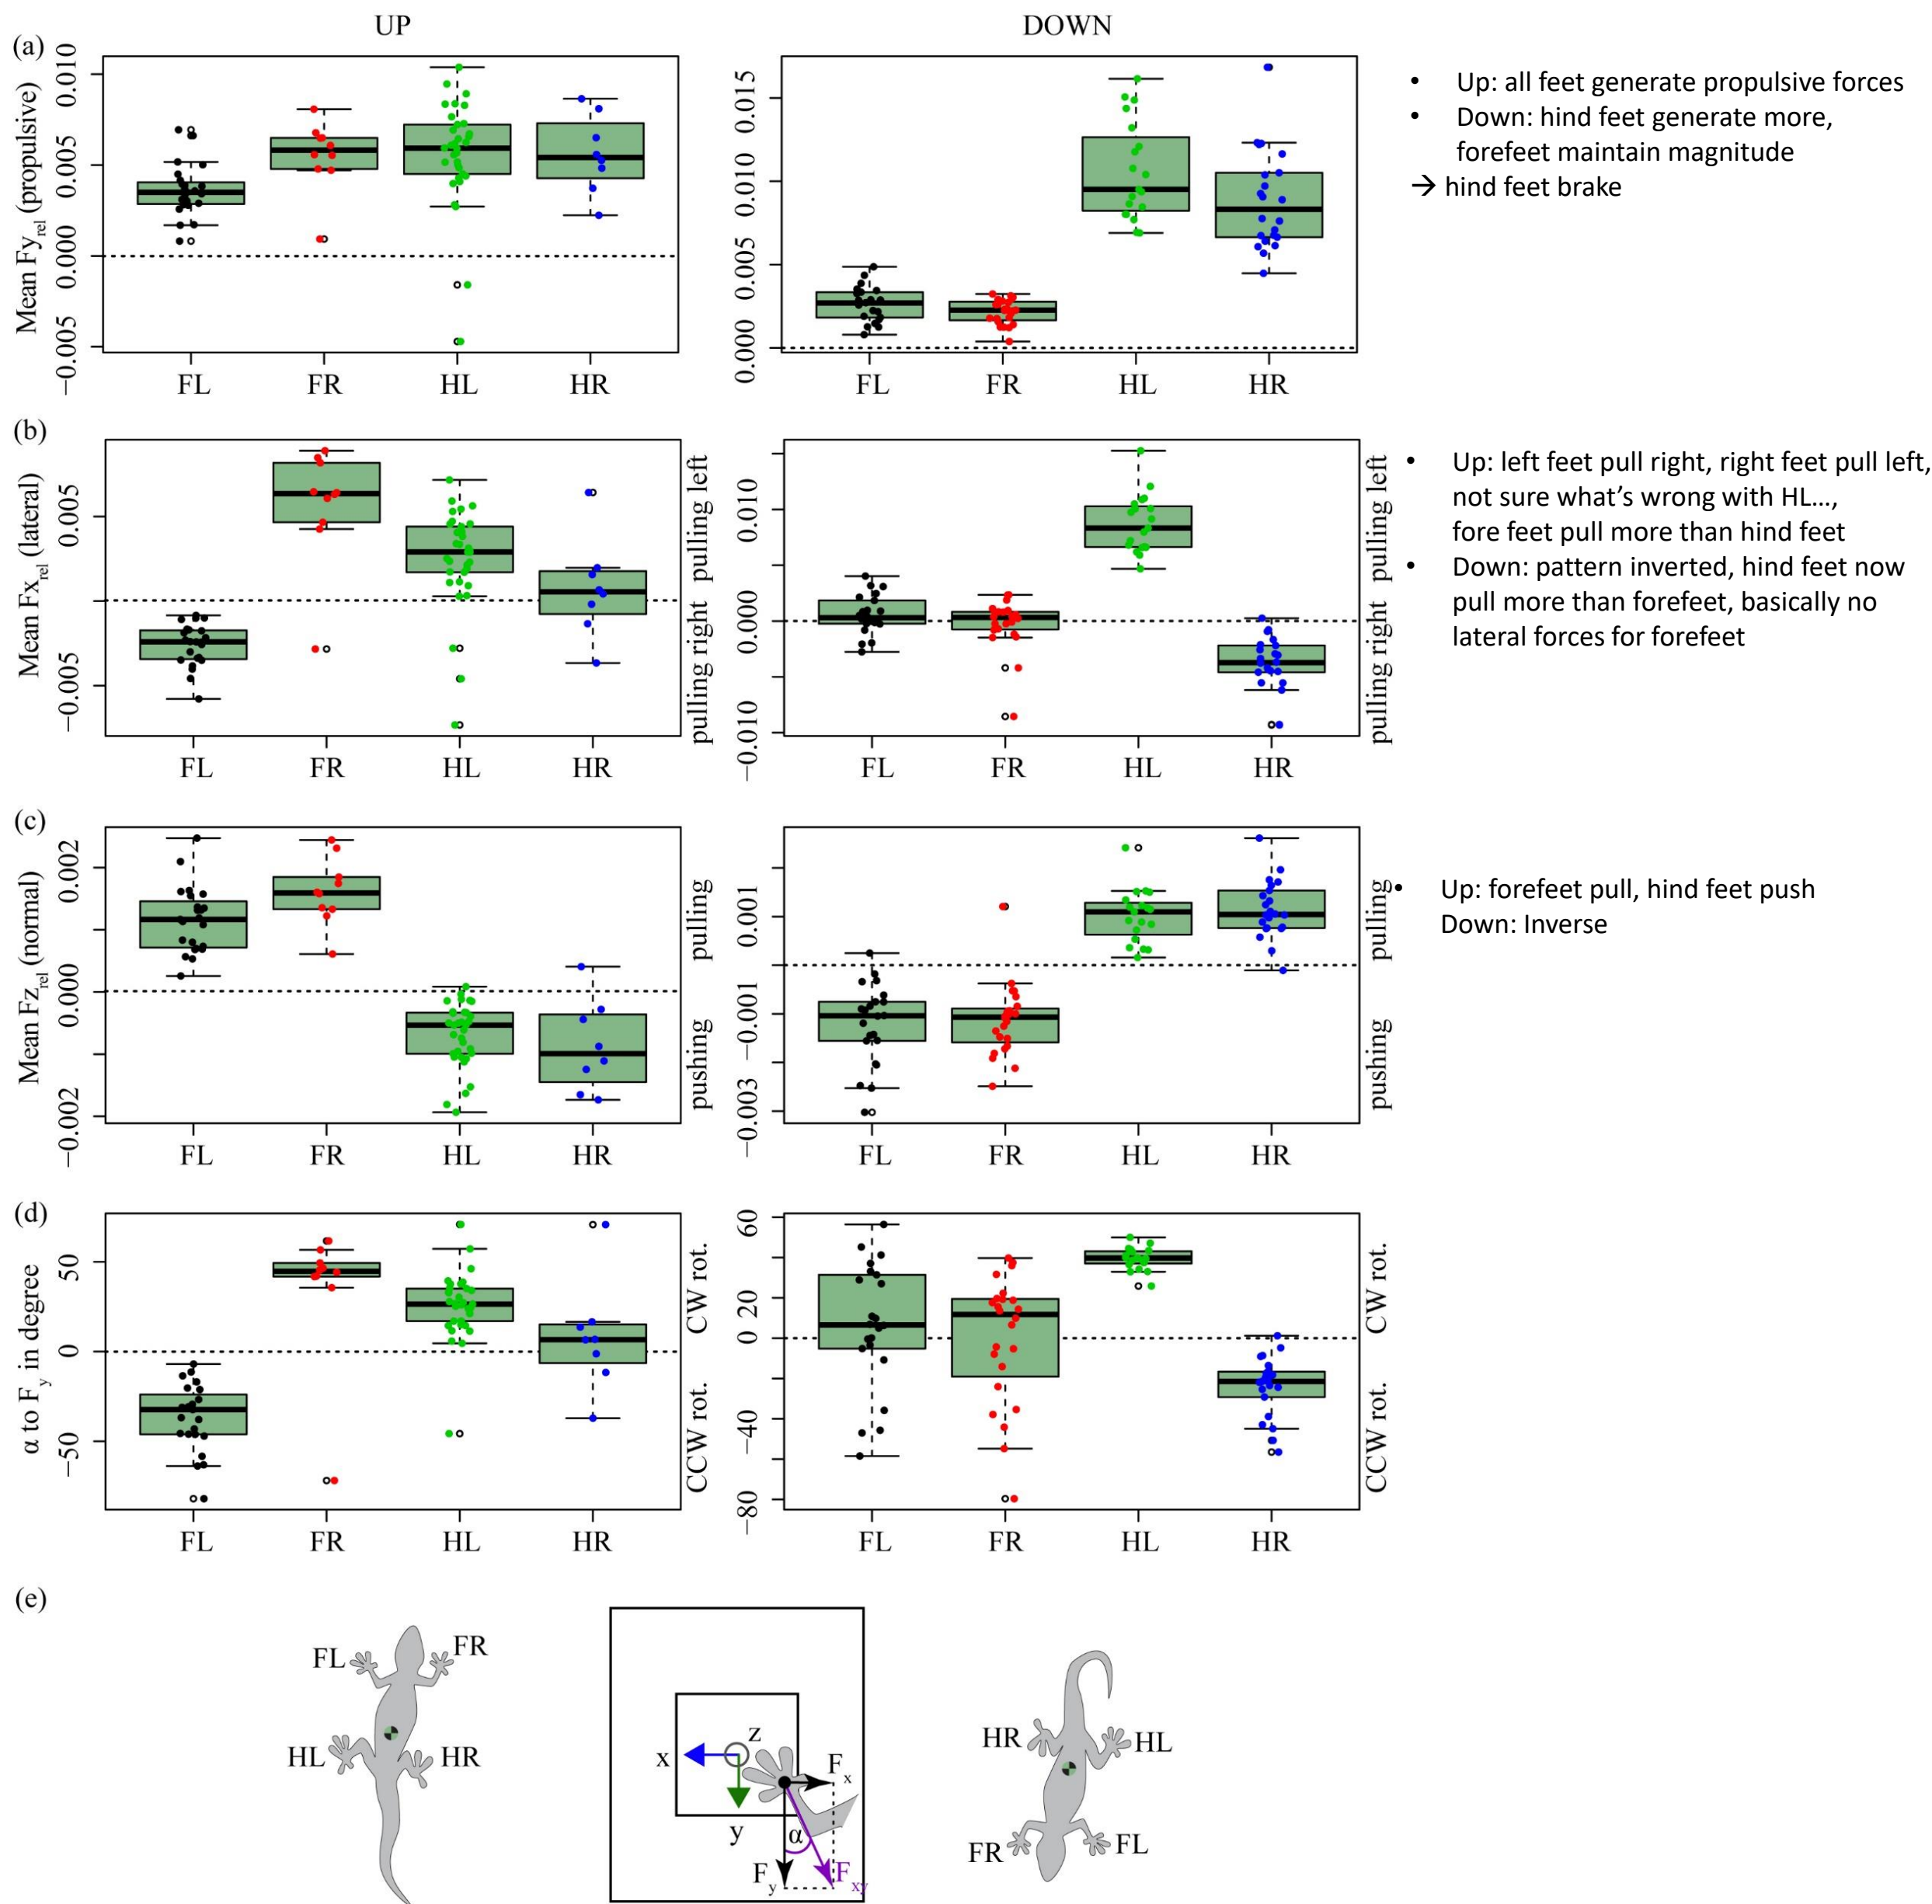 UP
DOWN
(a)
Mean Fy_rel (propulsive)
0.010
0.005
0.000
−0.005
FL FR HL HR
0.015
0.010
0.005
0.000
FL FR HL HR
• Up: all feet generate propulsive forces
• Down: hind feet generate more,
forefeet maintain magnitude
→ hind feet brake
(b)
Mean Fx_rel (lateral)
0.005
−0.005
FL FR HL HR
pulling right pulling left
0.010
0.000
−0.010
FL FR HL HR
pulling right pulling left
• Up: left feet pull right, right feet pull left,
not sure what's wrong with HL...,
fore feet pull more than hind feet
• Down: pattern inverted, hind feet now
pull more than forefeet, basically no
lateral forces for forefeet
(c)
Mean Fz_rel (normal)
0.002
0.000
−0.002
FL FR HL HR
pushing pulling
0.001
−0.001
−0.003
FL FR HL HR
pushing pulling
• Up: forefeet pull, hind feet push
Down: Inverse
(d)
α to F_y in degree
50
0
−50
FL FR HL HR
CCW rot. CW rot.
60
20
0
−40
−80
FL FR HL HR
CCW rot. CW rot.
(e)
FL FR
HL HR
z
x
y
F_x
α
F_y
F_xy
HR HL
FR FL